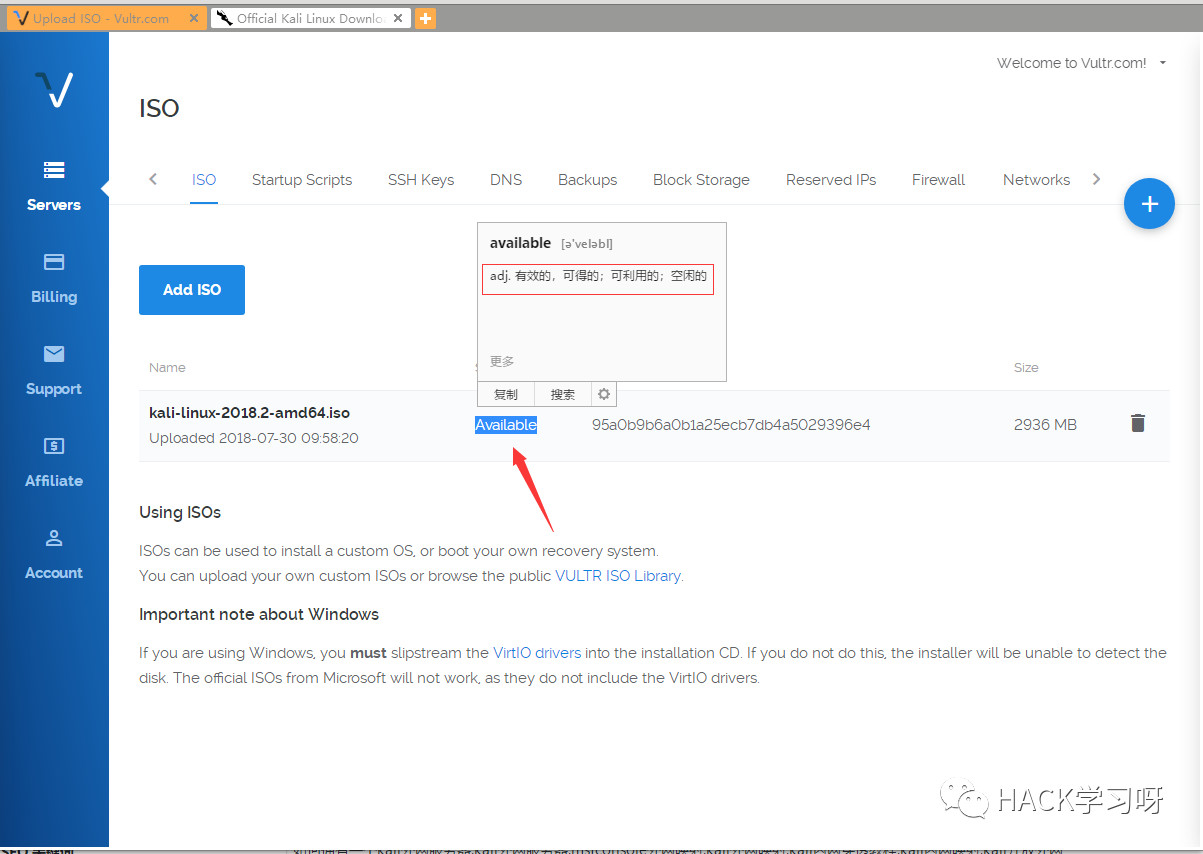 Upload ISO - Vultr.com
Official Kali Linux Downlo
Welcome to Vultr.com!
ISO
ISO Startup Scripts SSH Keys DNS Backups Block Storage Reserved IPs Firewall Networks
Servers
Billing
Support
Affiliate
Account
Add ISO
available [ə'veləbl]
adj. 有效的，可得的；可利用的；空闲的
更多
复制 搜索
Name Size
kali-linux-2018.2-amd64.iso
Uploaded 2018-07-30 09:58:20
Available 95a0b9b6a0b1a25ecb7db4a5029396e4 2936 MB
Using ISOs
ISOs can be used to install a custom OS, or boot your own recovery system.
You can upload your own custom ISOs or browse the public VULTR ISO Library.
Important note about Windows
If you are using Windows, you must slipstream the VirtIO drivers into the installation CD. If you do not do this, the installer will be unable to detect the
disk. The official ISOs from Microsoft will not work, as they do not include the VirtIO drivers.
HACK学习呀